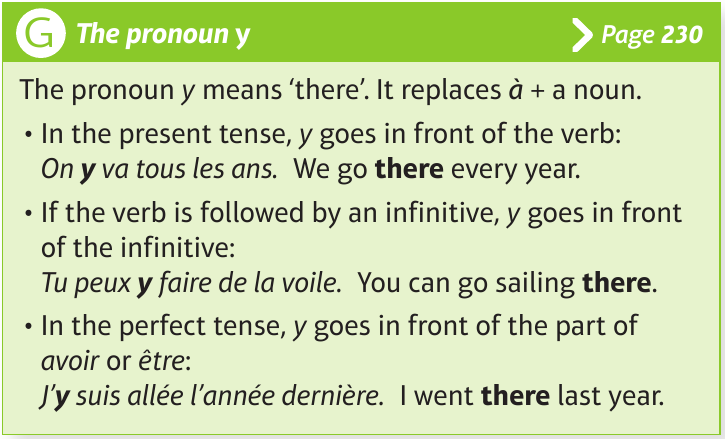 G The pronoun y Page 230
The pronoun y means ‘there’. It replaces à + a noun.
• In the present tense, y goes in front of the verb:
On y va tous les ans. We go there every year.
• If the verb is followed by an infinitive, y goes in front
of the infinitive:
Tu peux y faire de la voile. You can go sailing there.
• In the perfect tense, y goes in front of the part of
avoir or être:
J’y suis allée l’année dernière. I went there last year.